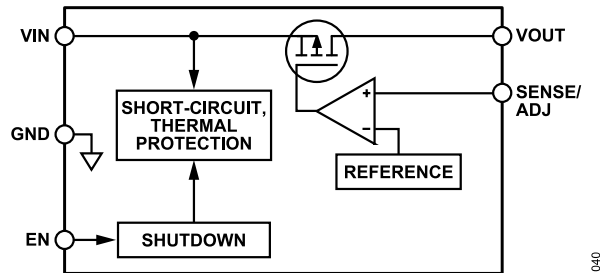 VIN
VOUT
SENSE/
ADJ
SHORT-CIRCUIT,
THERMAL
PROTECTION
GND
+
–
REFERENCE
EN
SHUTDOWN
040